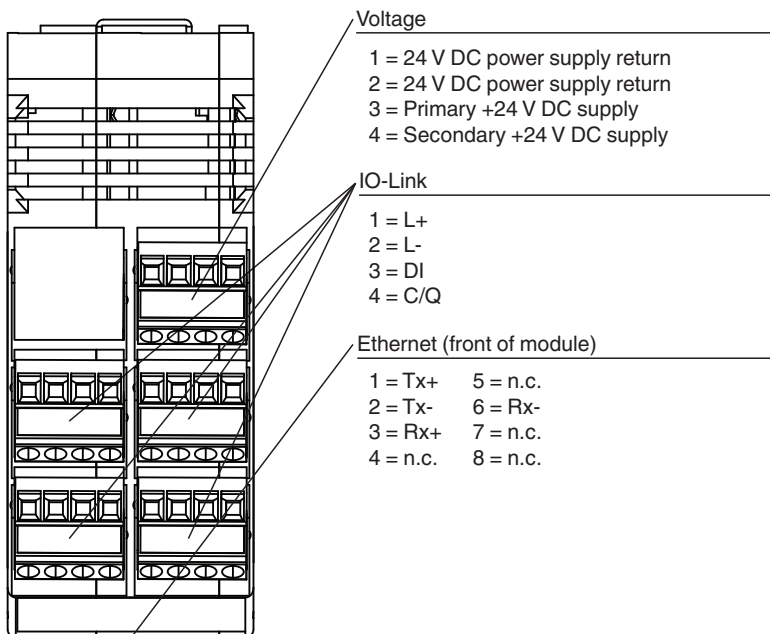 Voltage
1 = 24 V DC power supply return
2 = 24 V DC power supply return
3 = Primary +24 V DC supply
4 = Secondary +24 V DC supply
IO-Link
1 = L+
2 = L-
3 = DI
4 = C/Q
Ethernet (front of module)
1 = Tx+ 5 = n.c.
2 = Tx- 6 = Rx-
3 = Rx+ 7 = n.c.
4 = n.c. 8 = n.c.